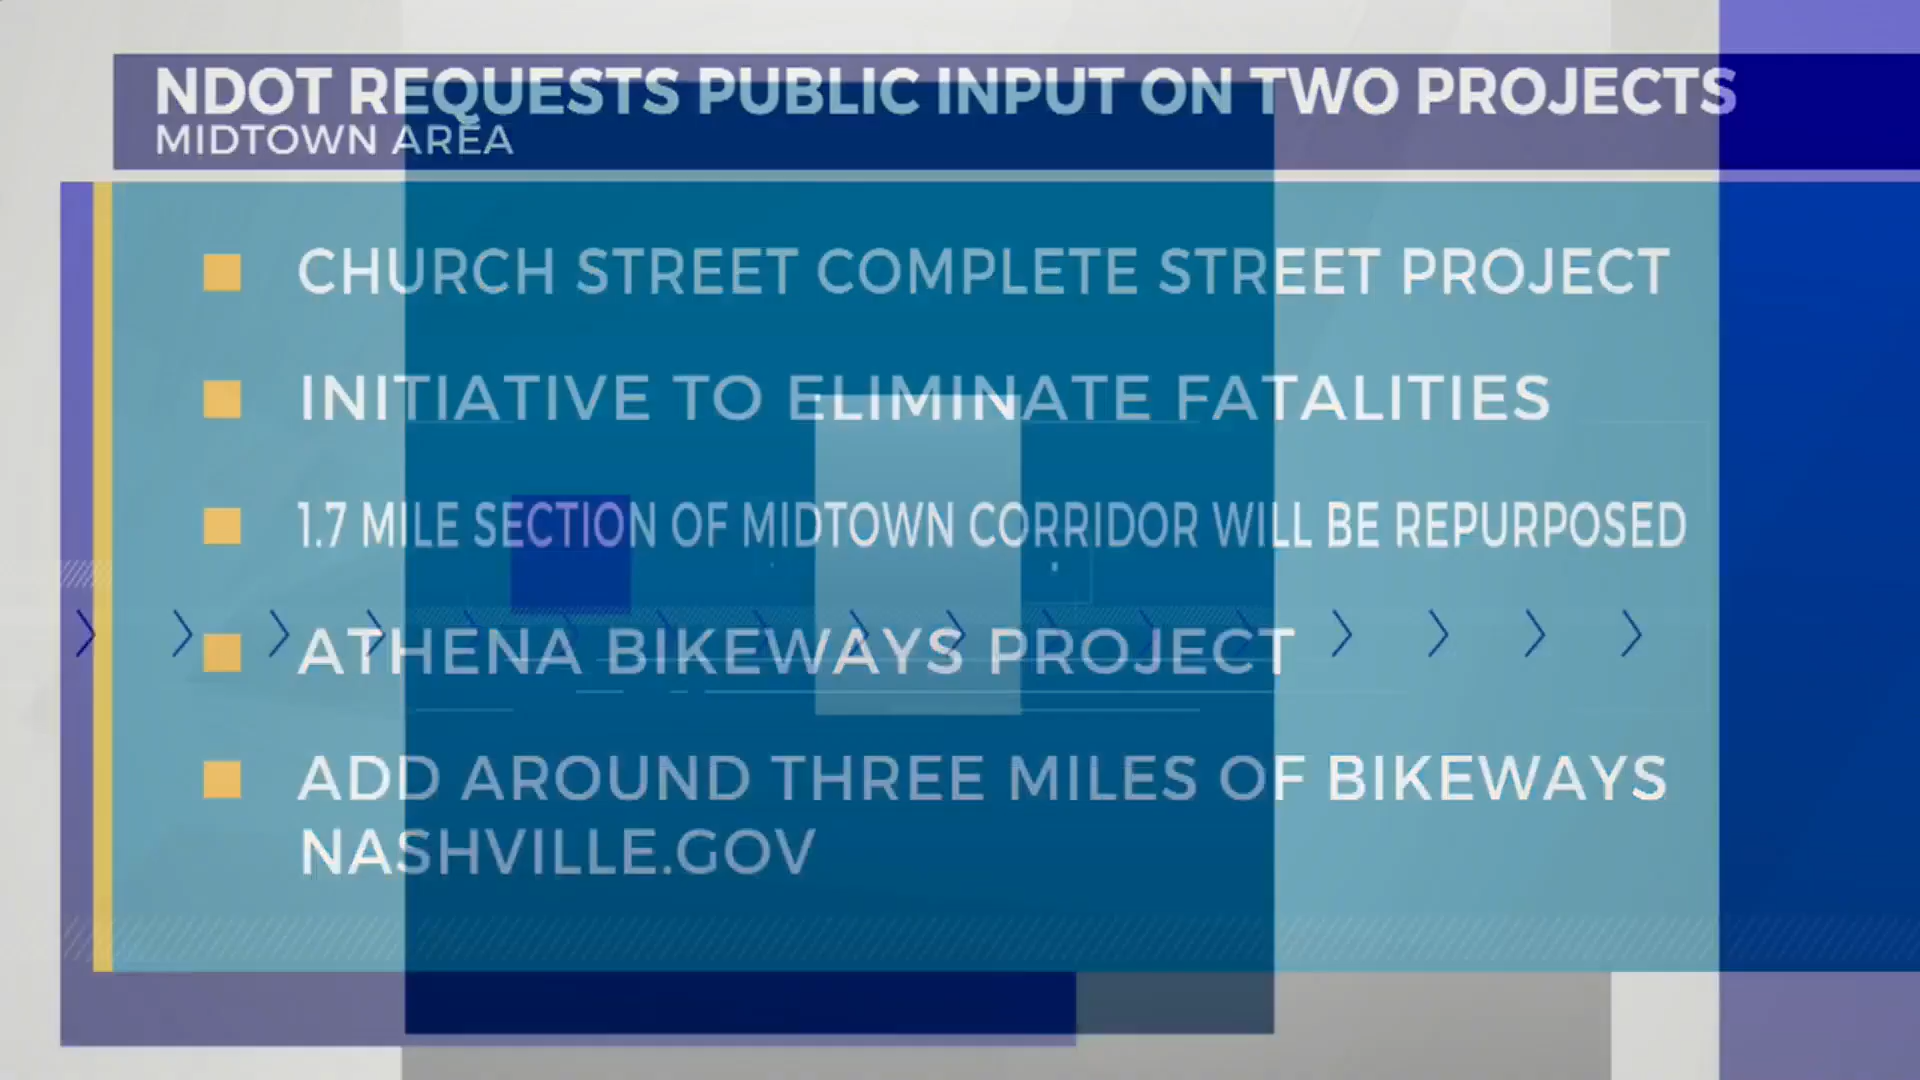 NDOT REQUESTS PUBLIC INPUT ON TWO PROJECTS
MIDTOWN AREA
CHURCH STREET COMPLETE STREET PROJECT
INITIATIVE TO ELIMINATE FATALITIES
1.7 MILE SECTION OF MIDTOWN CORRIDOR WILL BE REPURPOSED
ATHENA BIKEWAYS PROJECT
ADD AROUND THREE MILES OF BIKEWAYS
NASHVILLE.GOV